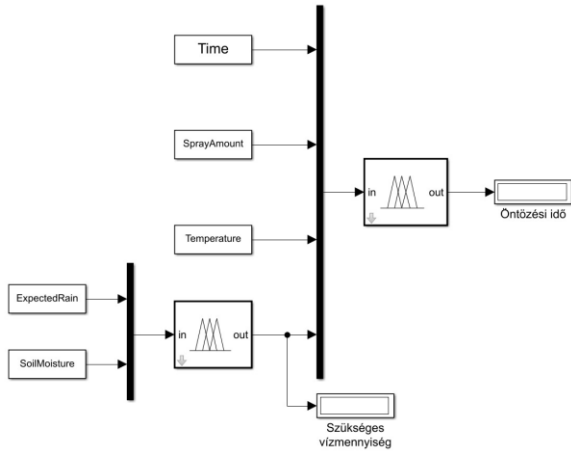 Time
SprayAmount
in
out
Öntözési idő
Temperature
ExpectedRain
in
out
SoilMoisture
Szükséges
vízmennyiség